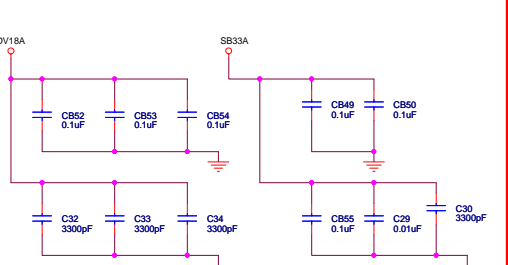 SB33A
CB52
0.1uF
CB53
0.1uF
CB54
0.1uF
CB49
0.1uF
CB50
0.1uF
C32
3300pF
C33
3300pF
C34
3300pF
CB55
0.1uF
C29
0.01uF
C30
3300pF